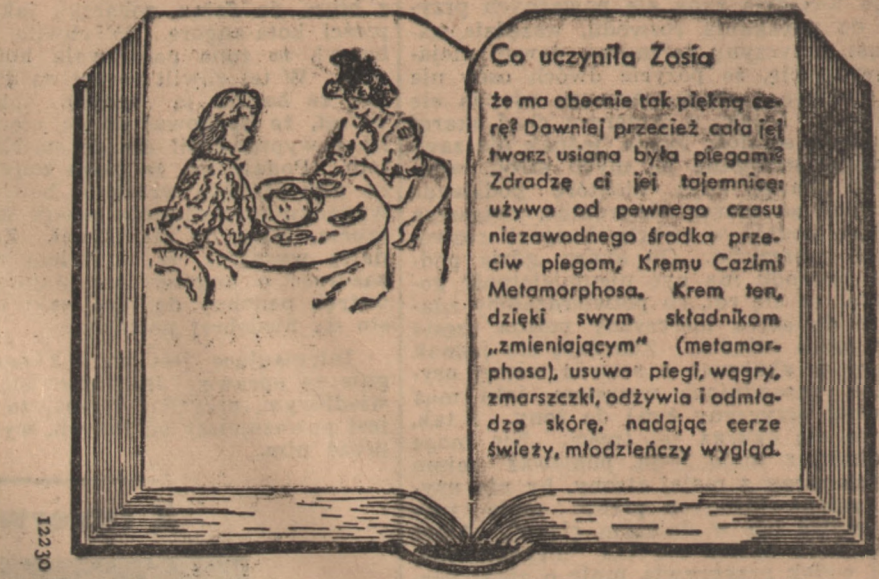 Co uczyniła Zosia
że ma obecnie tak piękną ce-
rę? Dawniej przecież cała jej
twarz usiana była piegami?
Zdradzę ci jej tajemnicę:
używa od pewnego czasu
niezawodnego środka prze-
ciw piegom, Kremu Cazimi
Metamorphosa. Krem ten,
dzięki swym składnikom
„zmieniającym" (metamor-
phosa), usuwa piegi, wągry,
zmarszczki, odżywia i odmła-
dza skórę, nadając cerze
świeży, młodzieńczy wygląd.
12230